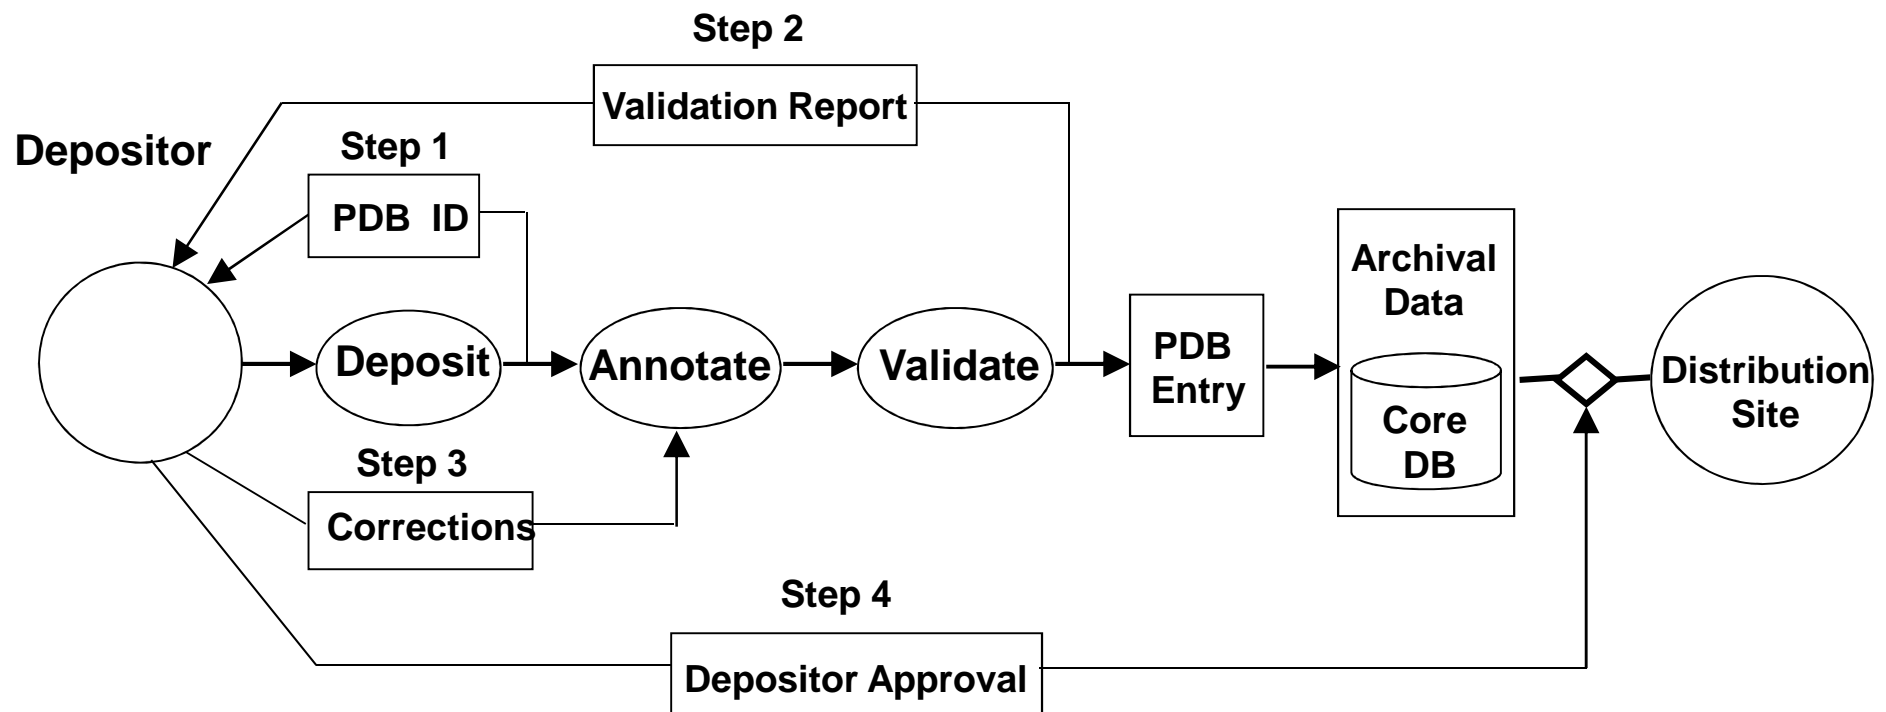 Step 2
Validation Report
Depositor
Step 1
PDB ID
Deposit
Annotate
Validate
PDB
Entry
Archival
Data
Core
DB
Distribution
Site
Step 3
Corrections
Step 4
Depositor Approval